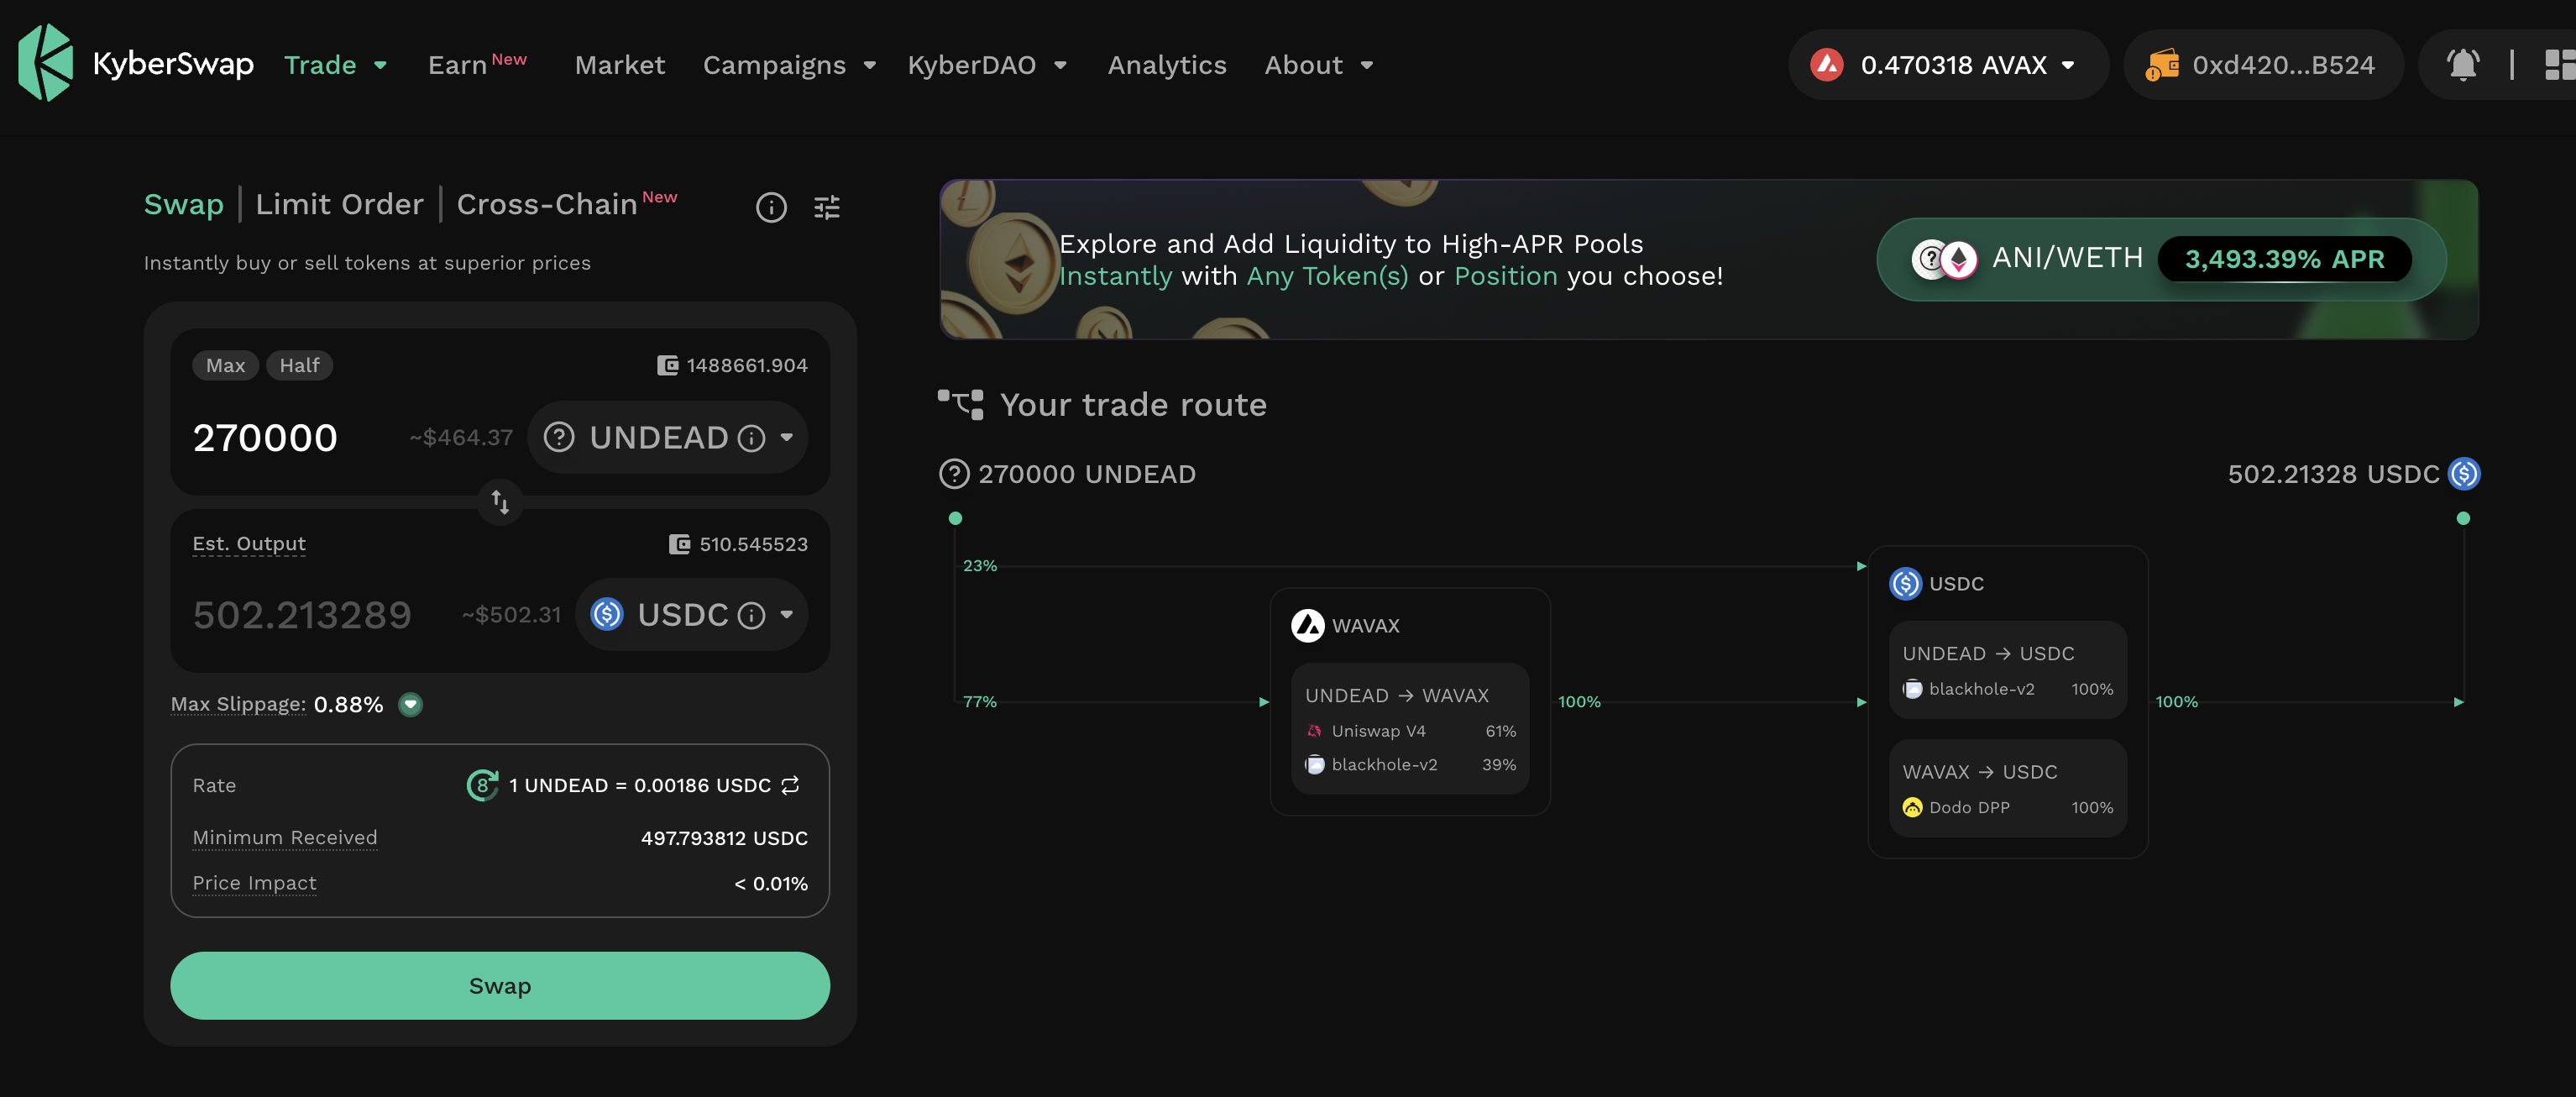 KyberSwap Trade Earn New Market Campaigns KyberDAO Analytics About 0.470318 AVAX 0xd420...B524
Swap | Limit Order | Cross-Chain New
Instantly buy or sell tokens at superior prices
Max Half 1488661.904
270000 ~$464.37 UNDEAD
Est. Output 510.545523
502.213289 ~$502.31 USDC
Max Slippage: 0.88%
Rate 8 1 UNDEAD = 0.00186 USDC
Minimum Received 497.793812 USDC
Price Impact < 0.01%
Swap
Explore and Add Liquidity to High-APR Pools
Instantly with Any Token(s) or Position you choose!
ANI/WETH 3,493.39% APR
Your trade route
270000 UNDEAD 502.21328 USDC
23%
77%
WAVAX
UNDEAD → WAVAX
Uniswap V4 61%
blackhole-v2 39%
100%
USDC
UNDEAD → USDC
blackhole-v2 100%
WAVAX → USDC
Dodo DPP 100%
100%